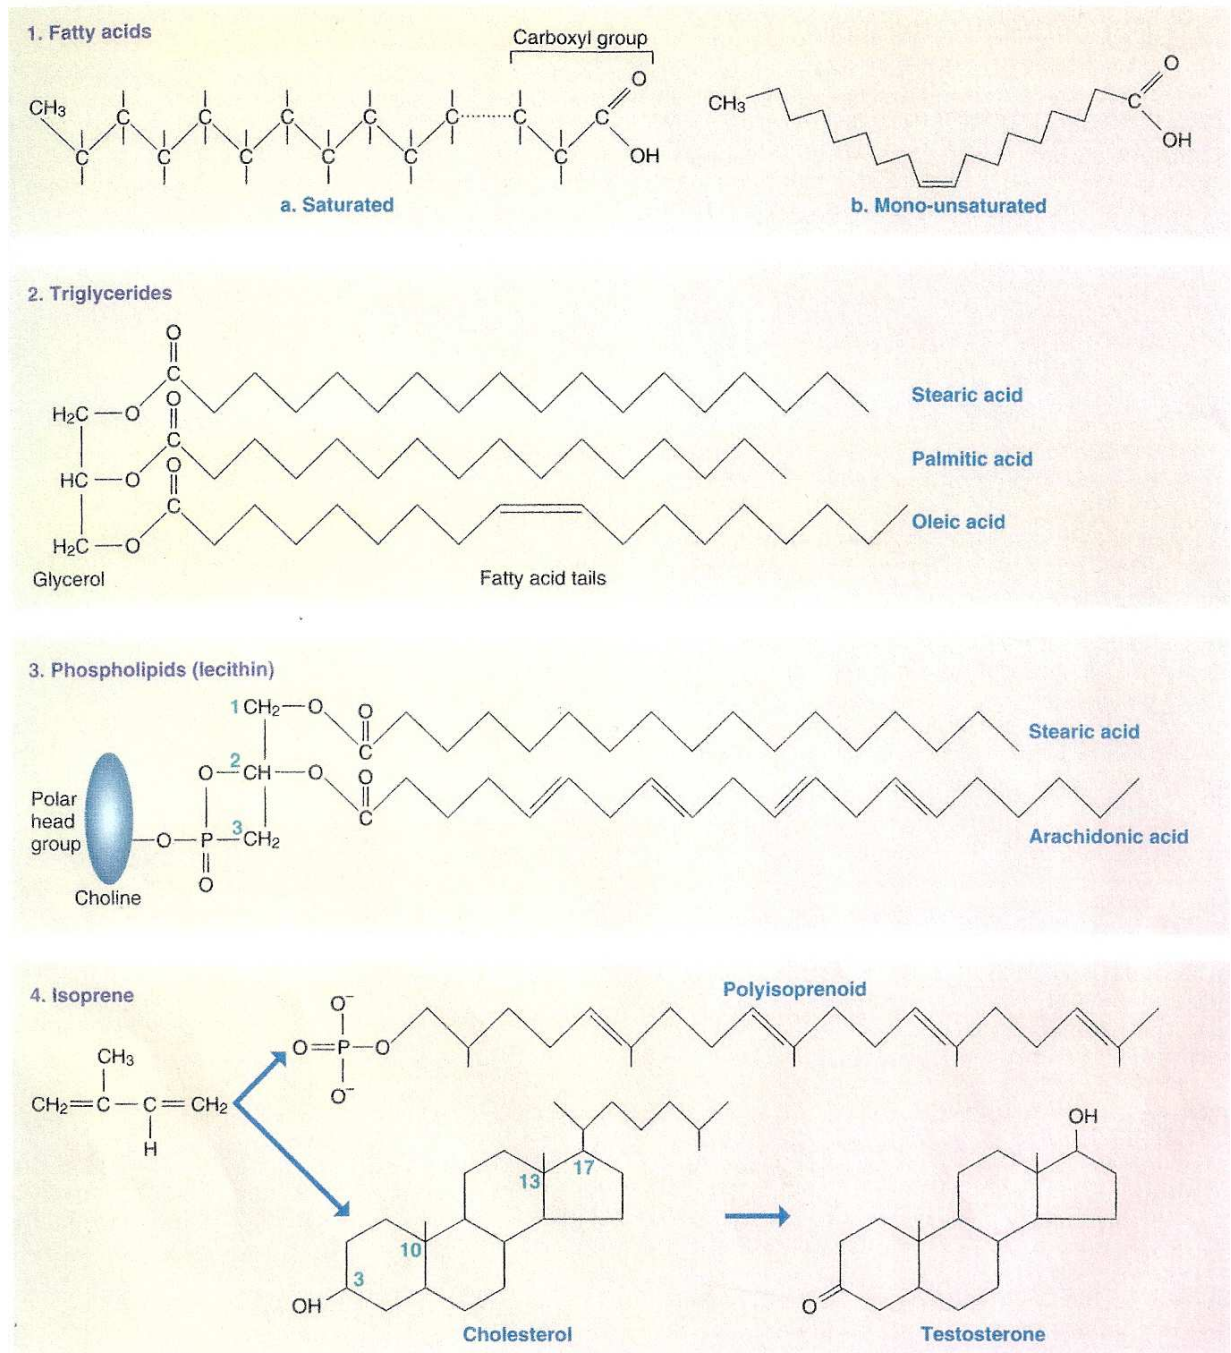 1. Fatty acids
Carboxyl group
CH₃
C
C
C
C
C
C
C
C
C
C
C
C
C
O
OH
a. Saturated
CH₃
C
O
OH
b. Mono-unsaturated
2. Triglycerides
O
C
H₂C—O
Stearic acid
O
C
HC—O
Palmitic acid
O
C
H₂C—O
Oleic acid
Glycerol
Fatty acid tails
3. Phospholipids (lecithin)
1 CH₂—O
O
C
Stearic acid
O—2 CH—O
O
C
Arachidonic acid
Polar
head
group
—O—P—3 CH₂
O
Choline
4. Isoprene
Polyisoprenoid
O⁻
O=P—O
O⁻
CH₃
CH₂=C—C=CH₂
H
OH
13
17
10
3
OH
O
Cholesterol
Testosterone